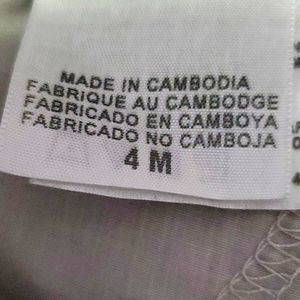 MADE IN CAMBODIA
FABRIQUE AU CAMBODGE
FABRICADO EN CAMBOYA
FABRICADO NO CAMBOJA
4 M